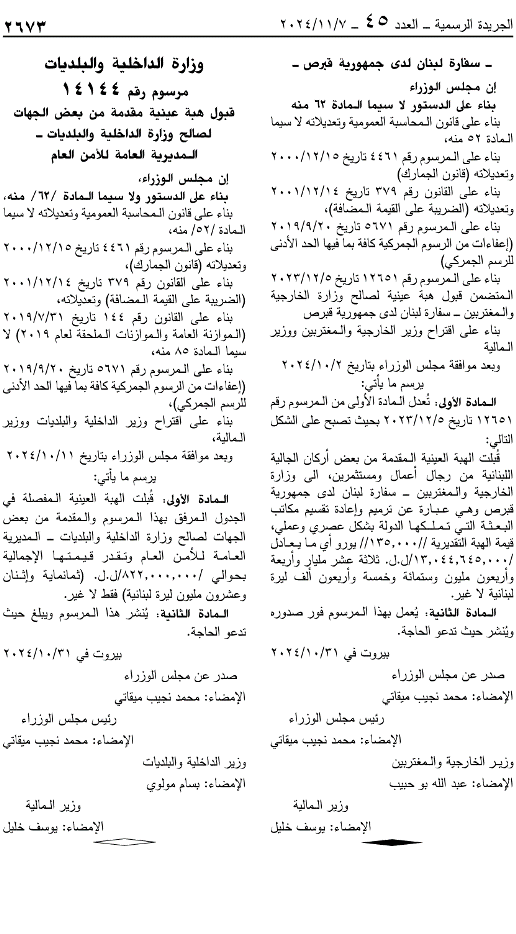 الجريدة الرسمية ــ العدد ٤٥ ــ ٢٠٢٤/١١/٧
٢٦٧٣
ــ سفارة لبنان لدى جمهورية قبرص ــ
إن مجلس الوزراء
بناء على الدستور لا سيما المادة ٦٢ منه
بناء على قانون المحاسبة العمومية وتعديلاته لا سيما
المادة ٥٢ منه،
بناء على المرسوم رقم ٤٤٦١ تاريخ ٢٠٠٠/١٢/١٥
وتعديلاته (قانون الجمارك)
بناء على القانون رقم ٣٧٩ تاريخ ٢٠٠١/١٢/١٤
وتعديلاته (الضريبة على القيمة المضافة)،
بناء على المرسوم رقم ٥٦٧١ تاريخ ٢٠١٩/٩/٢٠
(إعفاءات من الرسوم الجمركية كافة بما فيها الحد الأدنى
للرسم الجمركي)
بناء على المرسوم رقم ١٢٦٥١ تاريخ ٢٠٢٣/١٢/٥
المتضمن قبول هبة عينية لصالح وزارة الخارجية
والمغتربين ــ سفارة لبنان لدى جمهورية قبرص
بناء على اقتراح وزير الخارجية والمغتربين ووزير
المالية
وبعد موافقة مجلس الوزراء بتاريخ ٢٠٢٤/١٠/٢
يرسم ما يأتي:
المادة الأولى: تُعدل المادة الأولى من المرسوم رقم
١٢٦٥١ تاريخ ٢٠٢٣/١٢/٥ بحيث تصبح على الشكل
التالي:
قُبلت الهبة العينية المقدمة من بعض أركان الجالية
اللبنانية من رجال أعمال ومستثمرين، الى وزارة
الخارجية والمغتربين ــ سفارة لبنان لدى جمهورية
قبرص وهي عبارة عن ترميم وإعادة تقسيم مكاتب
البعثة التي تملكها الدولة بشكل عصري وعملي،
قيمة الهبة التقديرية //١٣٥,٠٠٠// يورو أي ما يعادل
/١٣,٠٤٤,٦٤٥,٠٠٠/ل.ل. ثلاثة عشر مليار وأربعة
وأربعون مليون وستمائة وخمسة وأربعون ألف ليرة
لبنانية لا غير.
المادة الثانية: يُعمل بهذا المرسوم فور صدوره
ويُنشر حيث تدعو الحاجة.
بيروت في ٢٠٢٤/١٠/٣١
صدر عن مجلس الوزراء
الإمضاء: محمد نجيب ميقاتي
رئيس مجلس الوزراء
الإمضاء: محمد نجيب ميقاتي
وزير الخارجية والمغتربين
الإمضاء: عبد الله بو حبيب
وزير المالية
الإمضاء: يوسف خليل
وزارة الداخلية والبلديات
مرسوم رقم ١٤١٤٤
قبول هبة عينية مقدمة من بعض الجهات
لصالح وزارة الداخلية والبلديات ــ
المديرية العامة للأمن العام
إن مجلس الوزراء،
بناء على الدستور ولا سيما المادة /٦٢/ منه،
بناء على قانون المحاسبة العمومية وتعديلاته لا سيما
المادة /٥٢/ منه،
بناء على المرسوم رقم ٤٤٦١ تاريخ ٢٠٠٠/١٢/١٥
وتعديلاته (قانون الجمارك)،
بناء على القانون رقم ٣٧٩ تاريخ ٢٠٠١/١٢/١٤
(الضريبة على القيمة المضافة) وتعديلاته،
بناء على القانون رقم ١٤٤ تاريخ ٢٠١٩/٧/٣١
(الموازنة العامة والموازنات الملحقة لعام ٢٠١٩) لا
سيما المادة ٨٥ منه،
بناء على المرسوم رقم ٥٦٧١ تاريخ ٢٠١٩/٩/٢٠
(إعفاءات من الرسوم الجمركية كافة بما فيها الحد الأدنى
للرسم الجمركي)،
بناء على اقتراح وزير الداخلية والبلديات ووزير
المالية،
وبعد موافقة مجلس الوزراء بتاريخ ٢٠٢٤/١٠/١١
يرسم ما يأتي:
المادة الأولى: قُبلت الهبة العينية المفصلة في
الجدول المرفق بهذا المرسوم والمقدمة من بعض
الجهات لصالح وزارة الداخلية والبلديات ــ المديرية
العامة للأمن العام وتقدر قيمتها الإجمالية
بحوالي /٨٢٢,٠٠٠,٠٠٠/ل.ل. (ثمانماية وإثنان
وعشرون مليون ليرة لبنانية) فقط لا غير.
المادة الثانية: يُنشر هذا المرسوم ويبلغ حيث
تدعو الحاجة.
بيروت في ٢٠٢٤/١٠/٣١
صدر عن مجلس الوزراء
الإمضاء: محمد نجيب ميقاتي
رئيس مجلس الوزراء
الإمضاء: محمد نجيب ميقاتي
وزير الداخلية والبلديات
الإمضاء: بسام مولوي
وزير المالية
الإمضاء: يوسف خليل